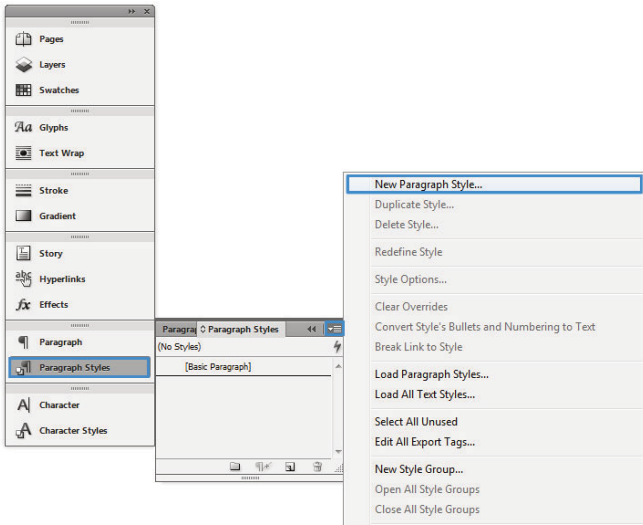 Pages
Layers
Swatches
Aa Glyphs
Text Wrap
Stroke
Gradient
Story
abc Hyperlinks
fx Effects
¶ Paragraph
Paragraph Styles
A Character
A Character Styles
Paragra Paragraph Styles
(No Styles)
[Basic Paragraph]
New Paragraph Style...
Duplicate Style...
Delete Style...
Redefine Style
Style Options...
Clear Overrides
Convert Style's Bullets and Numbering to Text
Break Link to Style
Load Paragraph Styles...
Load All Text Styles...
Select All Unused
Edit All Export Tags...
New Style Group...
Open All Style Groups
Close All Style Groups